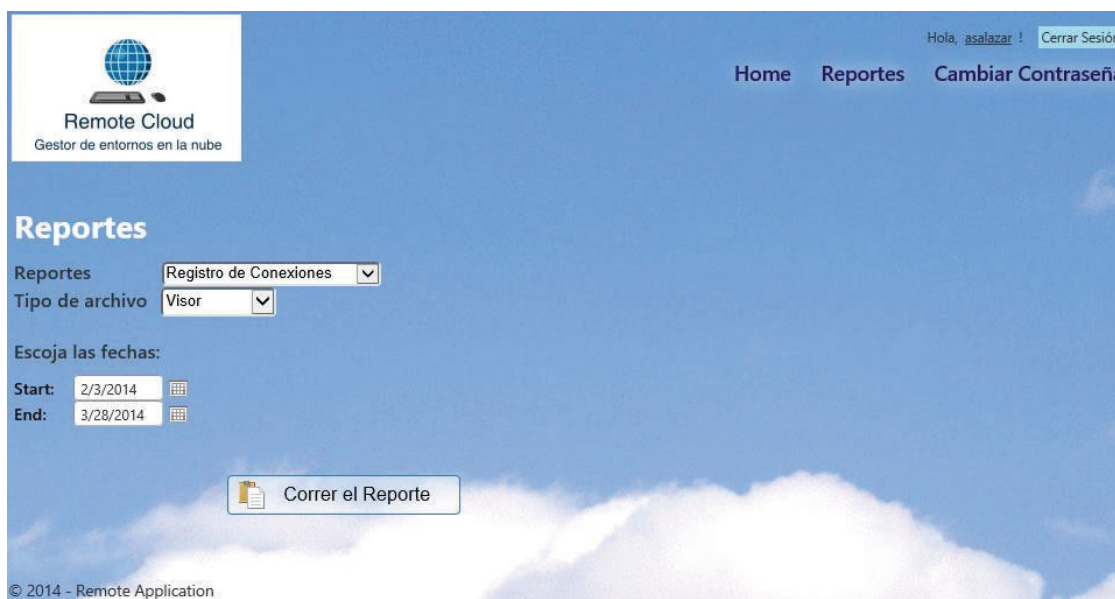 Remote Cloud
Gestor de entornos en la nube
Hola, asalazar ! Cerrar Sesión
Home Reportes Cambiar Contraseña
Reportes
Reportes Registro de Conexiones
Tipo de archivo Visor
Escoja las fechas:
Start: 2/3/2014
End: 3/28/2014
Correr el Reporte
© 2014 - Remote Application